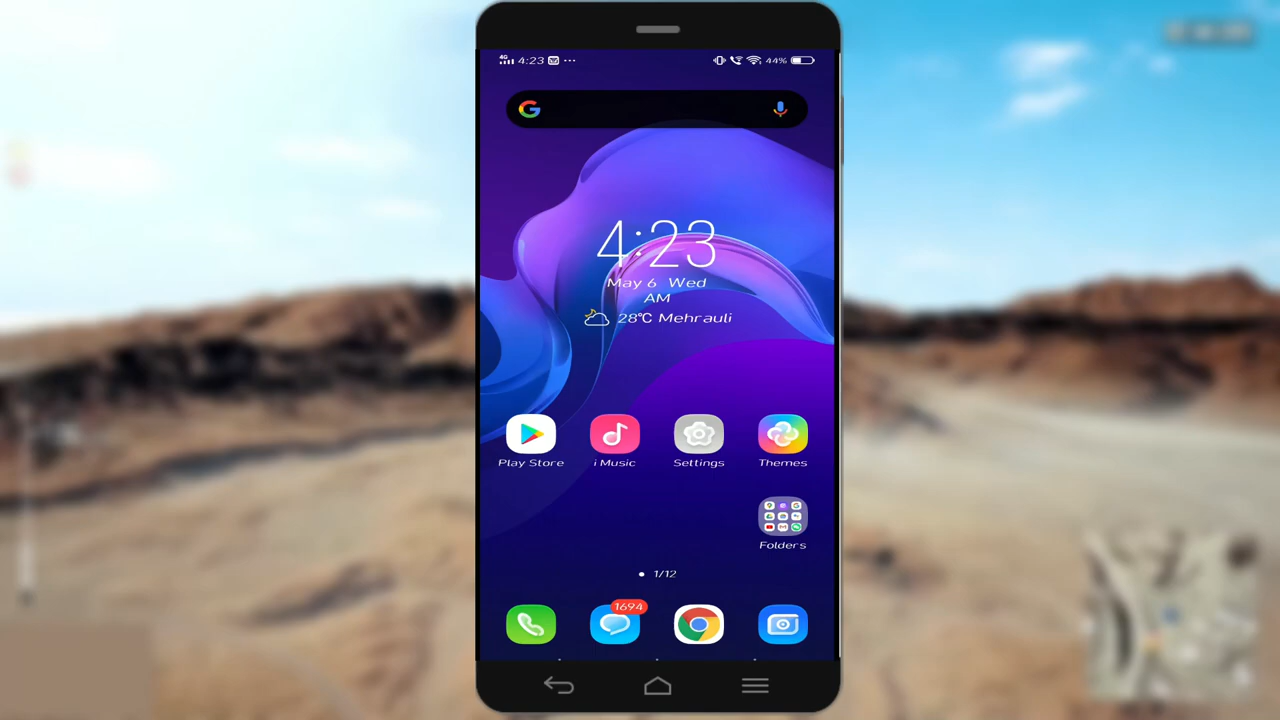 4G 4:23 ... 44%
4:23
May 6 Wed
AM
28℃ Mehrauli
Play Store i Music Settings Themes
Folders
1/12
1694